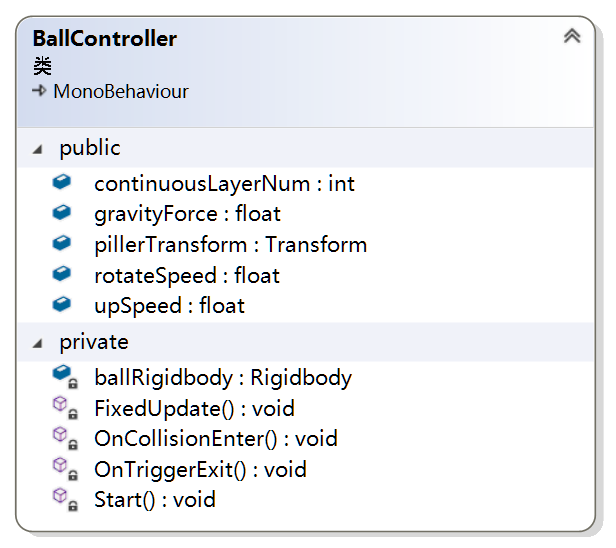 BallController
类
MonoBehaviour
public
continuousLayerNum : int
gravityForce : float
pillerTransform : Transform
rotateSpeed : float
upSpeed : float
private
ballRigidbody : Rigidbody
FixedUpdate() : void
OnCollisionEnter() : void
OnTriggerExit() : void
Start() : void